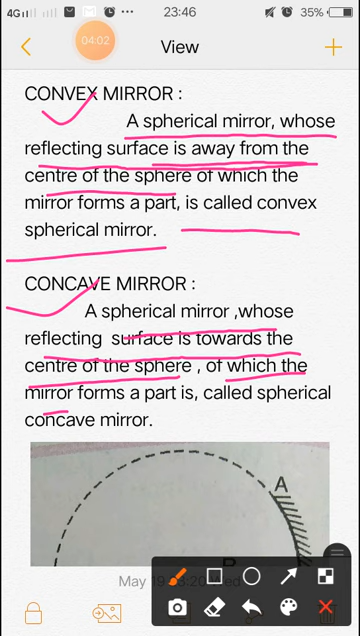 4G
23:46
35%
04:02
View
CONVEX MIRROR :
A spherical mirror, whose
reflecting surface is away from the
centre of the sphere of which the
mirror forms a part, is called convex
spherical mirror.
CONCAVE MIRROR :
A spherical mirror ,whose
reflecting surface is towards the
centre of the sphere , of which the
mirror forms a part is, called spherical
concave mirror.
A
May 19 Wed